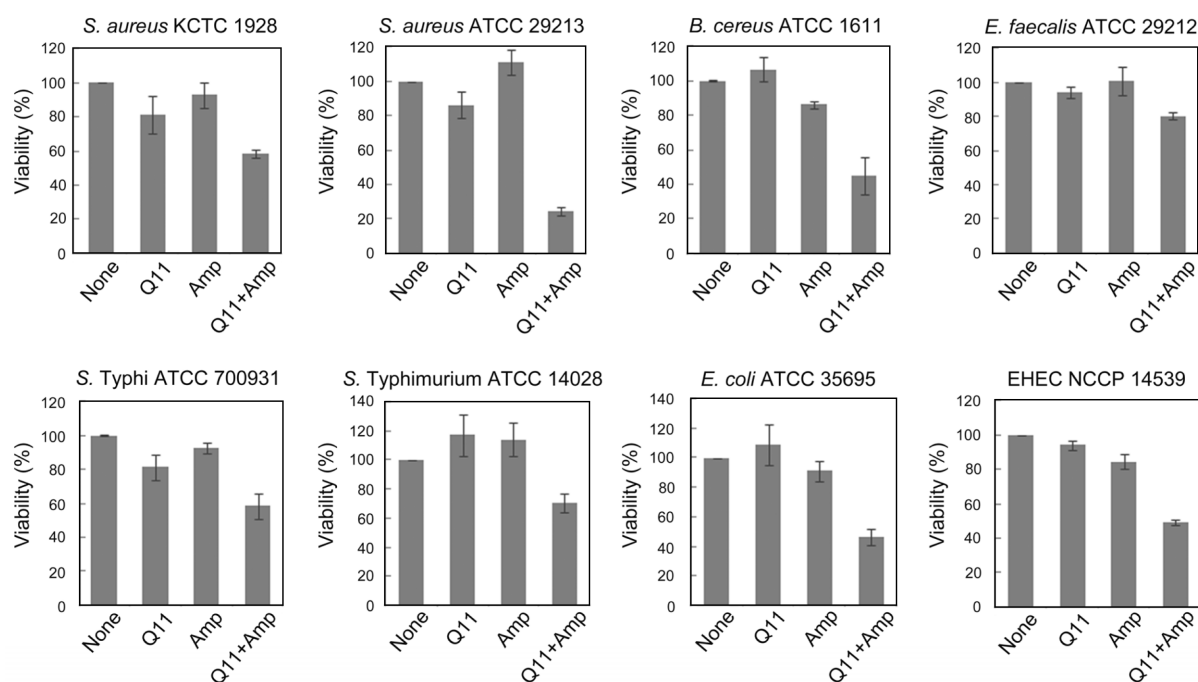 S. aureus KCTC 1928
Viability (%)
120
100
80
60
40
20
0
None
Q11
Amp
Q11+Amp
S. aureus ATCC 29213
Viability (%)
120
100
80
60
40
20
0
None
Q11
Amp
Q11+Amp
B. cereus ATCC 1611
Viability (%)
120
100
80
60
40
20
0
None
Q11
Amp
Q11+Amp
E. faecalis ATCC 29212
Viability (%)
120
100
80
60
40
20
0
None
Q11
Amp
Q11+Amp
S. Typhi ATCC 700931
Viability (%)
120
100
80
60
40
20
0
None
Q11
Amp
Q11+Amp
S. Typhimurium ATCC 14028
Viability (%)
140
120
100
80
60
40
20
0
None
Q11
Amp
Q11+Amp
E. coli ATCC 35695
Viability (%)
140
120
100
80
60
40
20
0
None
Q11
Amp
Q11+Amp
EHEC NCCP 14539
Viability (%)
120
100
80
60
40
20
0
None
Q11
Amp
Q11+Amp